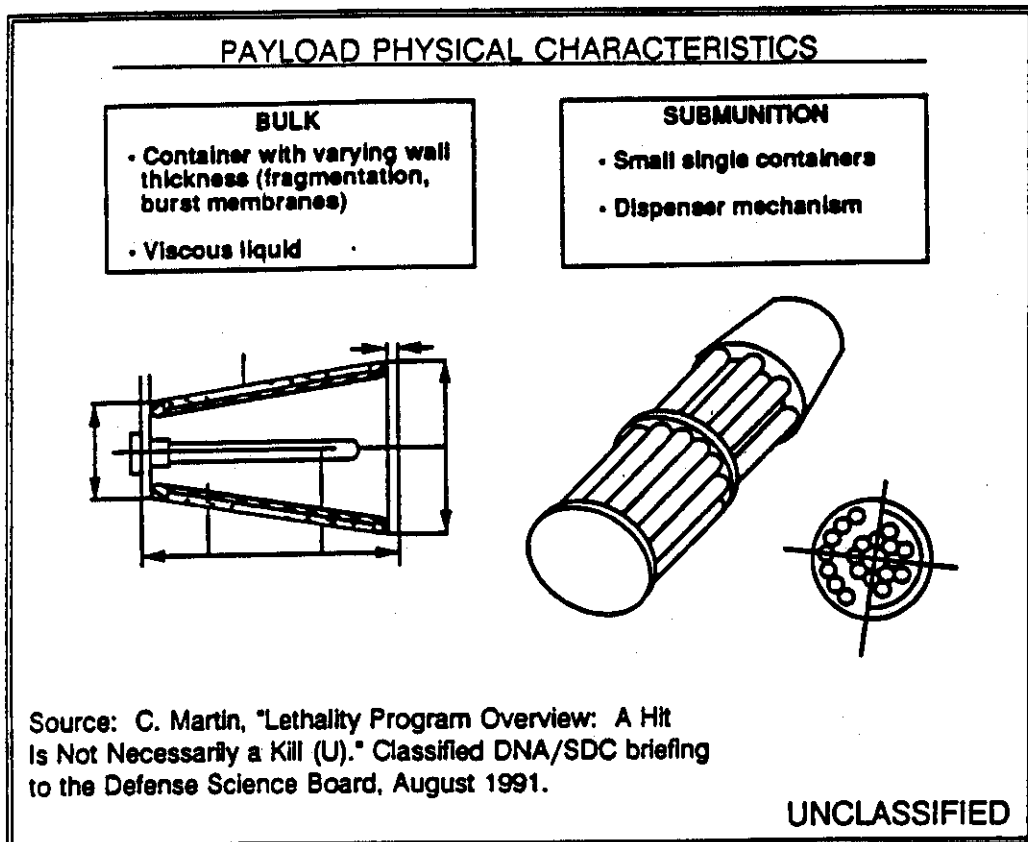 PAYLOAD PHYSICAL CHARACTERISTICS
BULK
• Container with varying wall
thickness (fragmentation,
burst membranes)
• Viscous liquid
SUBMUNITION
• Small single containers
• Dispenser mechanism
Source: C. Martin, "Lethality Program Overview: A Hit
Is Not Necessarily a Kill (U)." Classified DNA/SDC briefing
to the Defense Science Board, August 1991.
UNCLASSIFIED